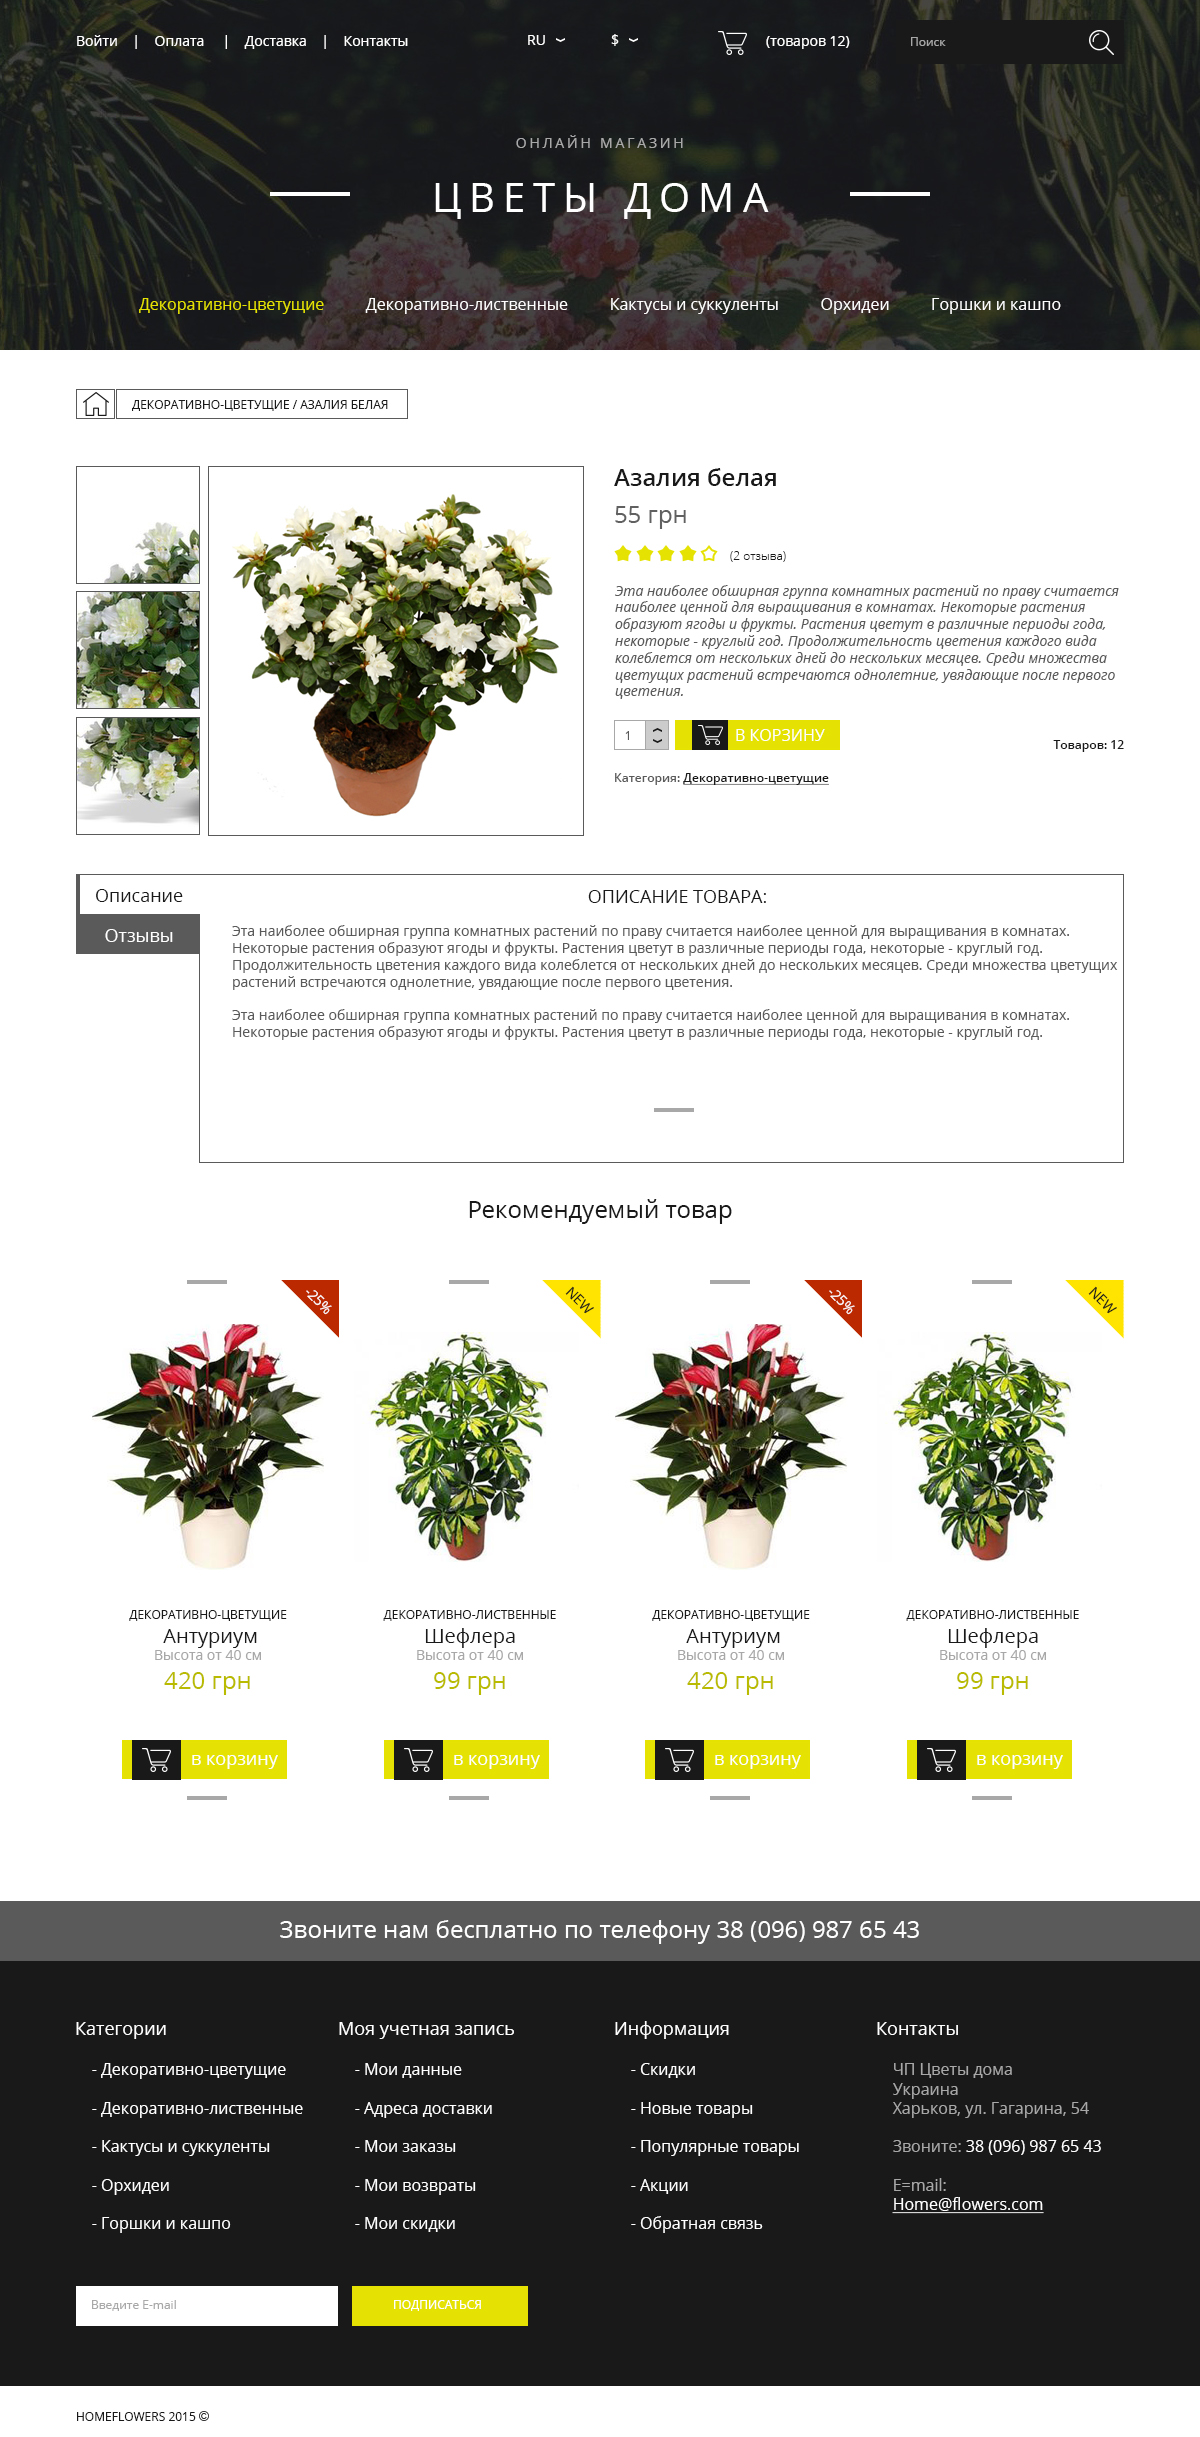 Войти | Оплата | Доставка | Контакты
RU
$
(товаров 12)
Поиск
ОНЛАЙН МАГАЗИН
ЦВЕТЫ ДОМА
Декоративно-цветущие
Декоративно-лиственные
Кактусы и суккуленты
Орхидеи
Горшки и кашпо
ДЕКОРАТИВНО-ЦВЕТУЩИЕ / АЗАЛИЯ БЕЛАЯ
Азалия белая
55 грн
(2 отзыва)
Эта наиболее обширная группа комнатных растений по праву считается
наиболее ценной для выращивания в комнатах. Некоторые растения
образуют ягоды и фрукты. Растения цветут в различные периоды года,
некоторые - круглый год. Продолжительность цветения каждого вида
колеблется от нескольких дней до нескольких месяцев. Среди множества
цветущих растений встречаются однолетние, увядающие после первого
цветения.
1
В КОРЗИНУ
Товаров: 12
Категория: Декоративно-цветущие
Описание
Отзывы
ОПИСАНИЕ ТОВАРА:
Эта наиболее обширная группа комнатных растений по праву считается наиболее ценной для выращивания в комнатах.
Некоторые растения образуют ягоды и фрукты. Растения цветут в различные периоды года, некоторые - круглый год.
Продолжительность цветения каждого вида колеблется от нескольких дней до нескольких месяцев. Среди множества цветущих
растений встречаются однолетние, увядающие после первого цветения.
Эта наиболее обширная группа комнатных растений по праву считается наиболее ценной для выращивания в комнатах.
Некоторые растения образуют ягоды и фрукты. Растения цветут в различные периоды года, некоторые - круглый год.
Рекомендуемый товар
-25%
ДЕКОРАТИВНО-ЦВЕТУЩИЕ
Антуриум
Высота от 40 см
420 грн
в корзину
NEW
ДЕКОРАТИВНО-ЛИСТВЕННЫЕ
Шефлера
Высота от 40 см
99 грн
в корзину
-25%
ДЕКОРАТИВНО-ЦВЕТУЩИЕ
Антуриум
Высота от 40 см
420 грн
в корзину
NEW
ДЕКОРАТИВНО-ЛИСТВЕННЫЕ
Шефлера
Высота от 40 см
99 грн
в корзину
Звоните нам бесплатно по телефону 38 (096) 987 65 43
Категории
- Декоративно-цветущие
- Декоративно-лиственные
- Кактусы и суккуленты
- Орхидеи
- Горшки и кашпо
Моя учетная запись
- Мои данные
- Адреса доставки
- Мои заказы
- Мои возвраты
- Мои скидки
Информация
- Скидки
- Новые товары
- Популярные товары
- Акции
- Обратная связь
Контакты
ЧП Цветы дома
Украина
Харьков, ул. Гагарина, 54
Звоните: 38 (096) 987 65 43
E=mail:
Home@flowers.com
Введите E-mail
ПОДПИСАТЬСЯ
HOMEFLOWERS 2015 ©